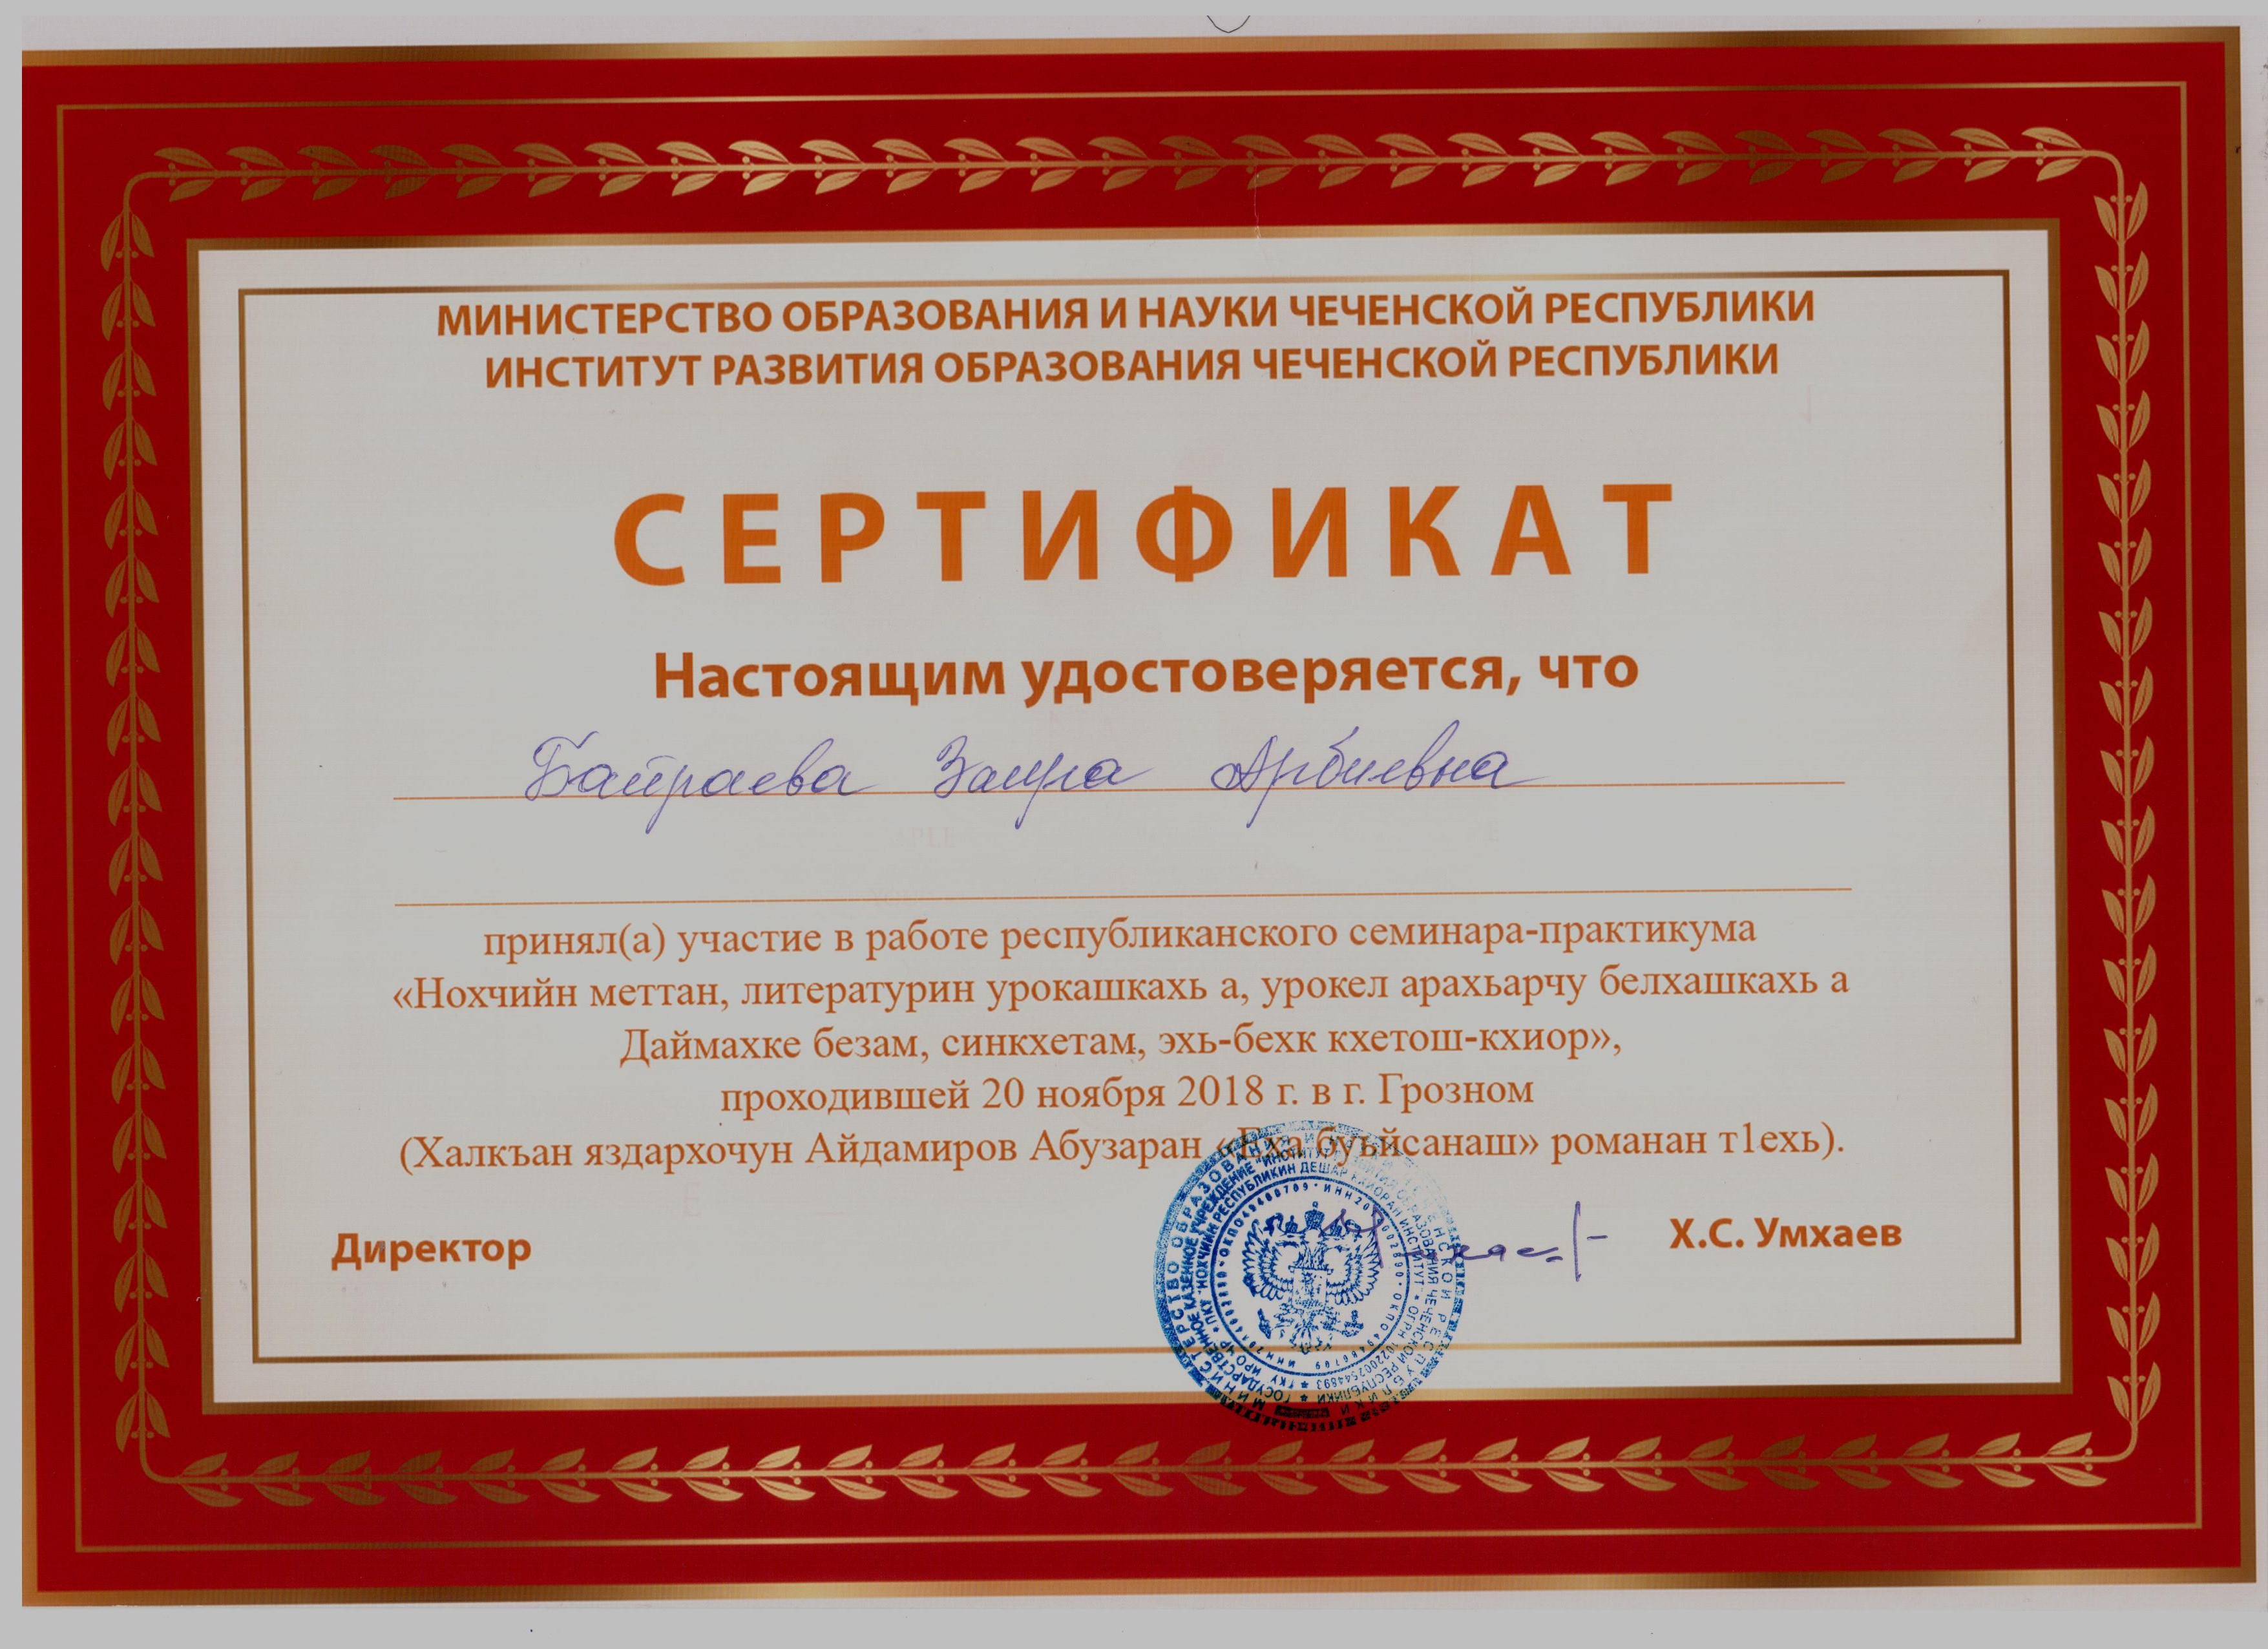 МИНИСТЕРСТВО ОБРАЗОВАНИЯ И НАУКИ ЧЕЧЕНСКОЙ РЕСПУБЛИКИ
ИНСТИТУТ РАЗВИТИЯ ОБРАЗОВАНИЯ ЧЕЧЕНСКОЙ РЕСПУБЛИКИ
СЕРТИФИКАТ
Настоящим удостоверяется, что
Байраева Заира Арбиевна
принял(а) участие в работе республиканского семинара-практикума
«Нохчийн меттан, литературин урокашкахь а, урокел арахьарчу белхашкахь а
Даймахке безам, синкхетам, эхь-бехк кхетош-кхиор»,
проходившей 20 ноября 2018 г. в г. Грозном
(Халкъан яздархочун Айдамиров Абузаран «Еха буьйсанаш» романан т1ехь).
Директор
Х.С. Умхаев